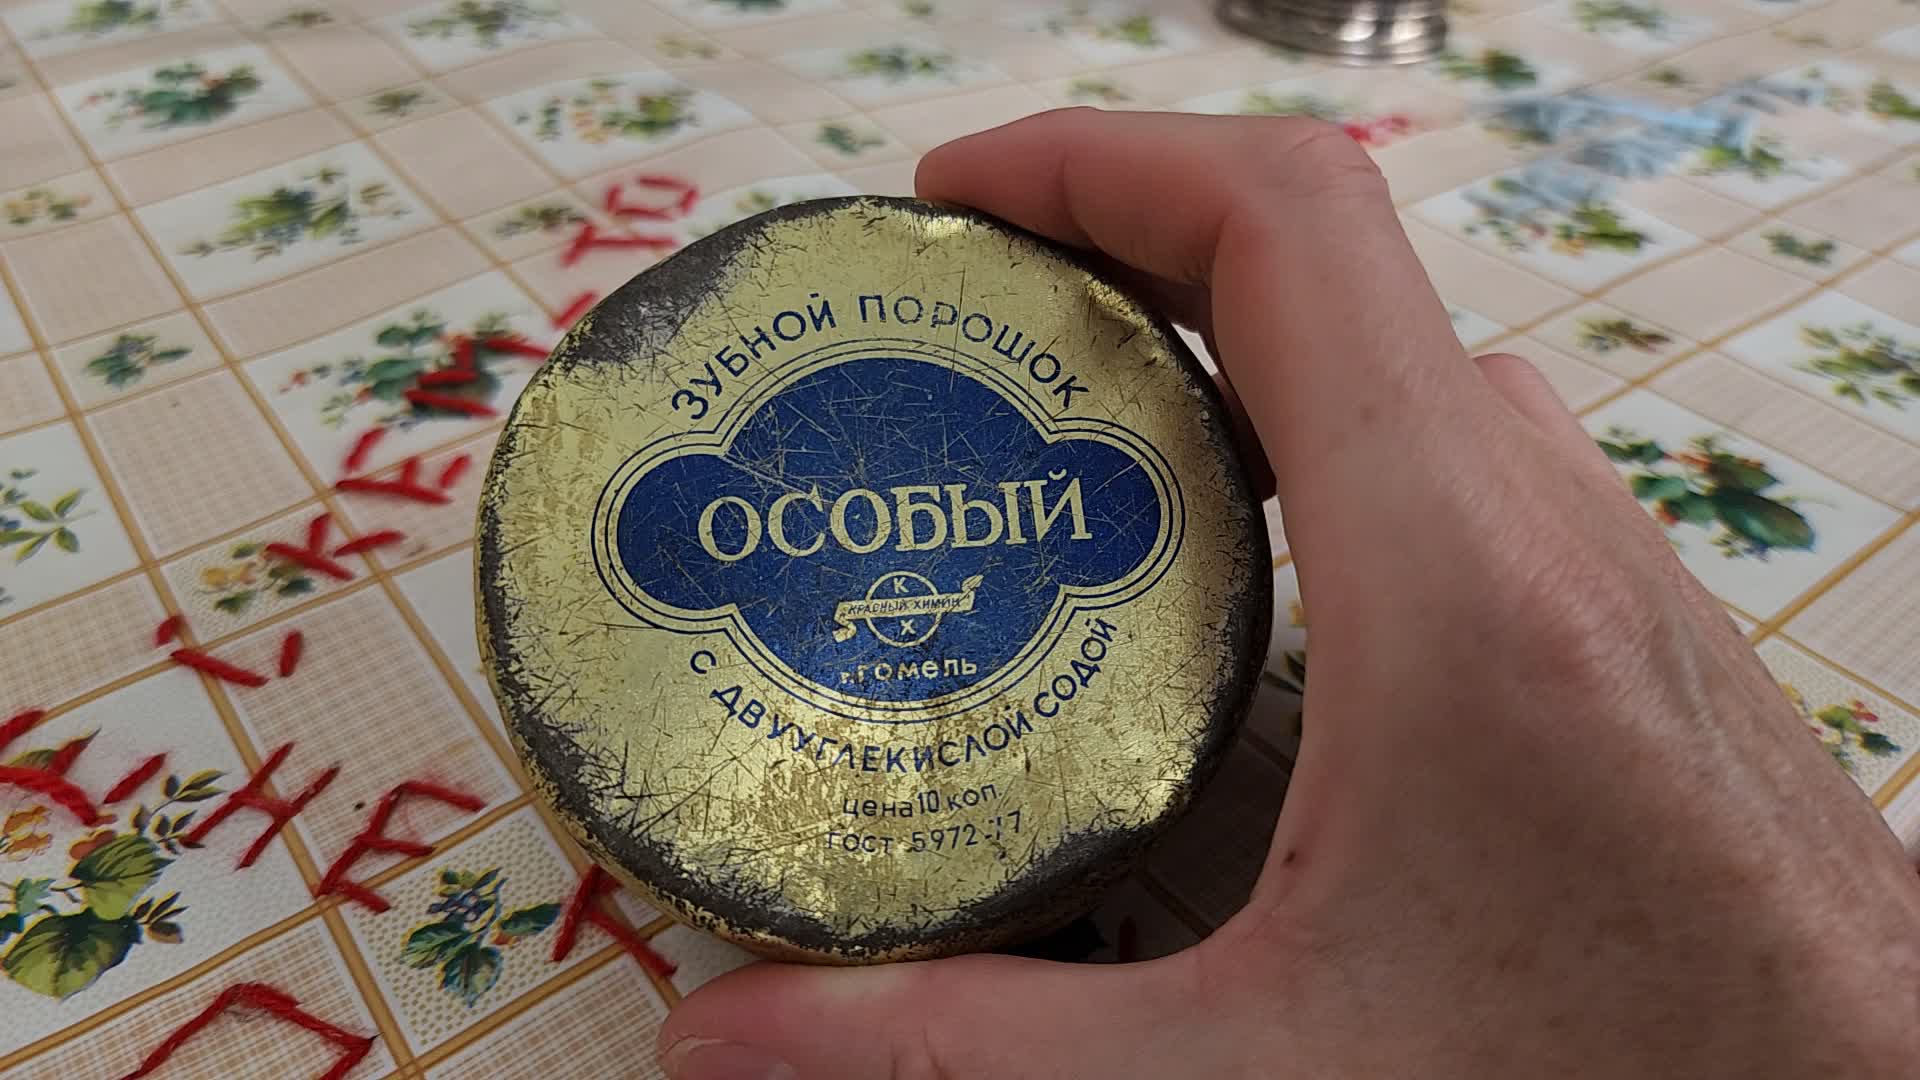 ЗУБНОЙ ПОРОШОК
ОСОБЫЙ
К
КРАСНЫЙ ХИМИК
Х
г.Гомель
С ДВУУГЛЕКИСЛОЙ СОДОЙ
цена 10 коп.
ГОСТ 5972-77